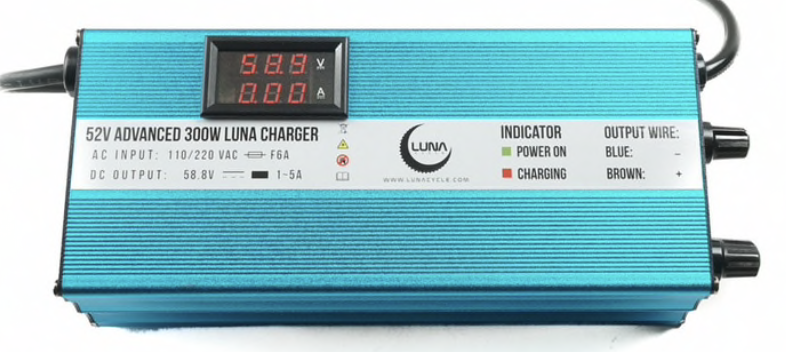 58.9 V
0.00 A
52V ADVANCED 300W LUNA CHARGER
AC INPUT: 110/220 VAC F6A
DC OUTPUT: 58.8V 1-5A
LUNA
WWW.LUNACYCLE.COM
INDICATOR
POWER ON
CHARGING
OUTPUT WIRE:
BLUE: –
BROWN: +